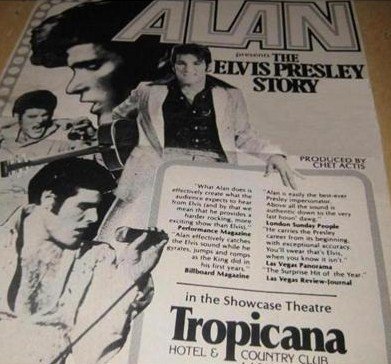 ALAN
presents THE
ELVIS PRESLEY
STORY
PRODUCED BY
CHET ACTIS
"What Alan does is
effectively create what the
audience expects to hear
from Elvis (and by that we
mean that he provides a
harder rocking, more
exciting show than Elvis)."
Performance Magazine
"Alan effectively catches
the Elvis sound while he
gyrates, jumps and romps
as the King did in
his first years."
Billboard Magazine
"Alan is easily the best-ever
Presley impersonator.
Above all the sound is
authentic down to the very
last houn' dawg."
London Sunday People
"He carries the Presley
career from its beginning,
with exceptional accuracy.
You'll swear that's Elvis,
when you know it isn't."
Las Vegas Panorama
"The Surprise Hit of the Year."
Las Vegas Review-Journal
in the Showcase Theatre
Tropicana
HOTEL & COUNTRY CLUB